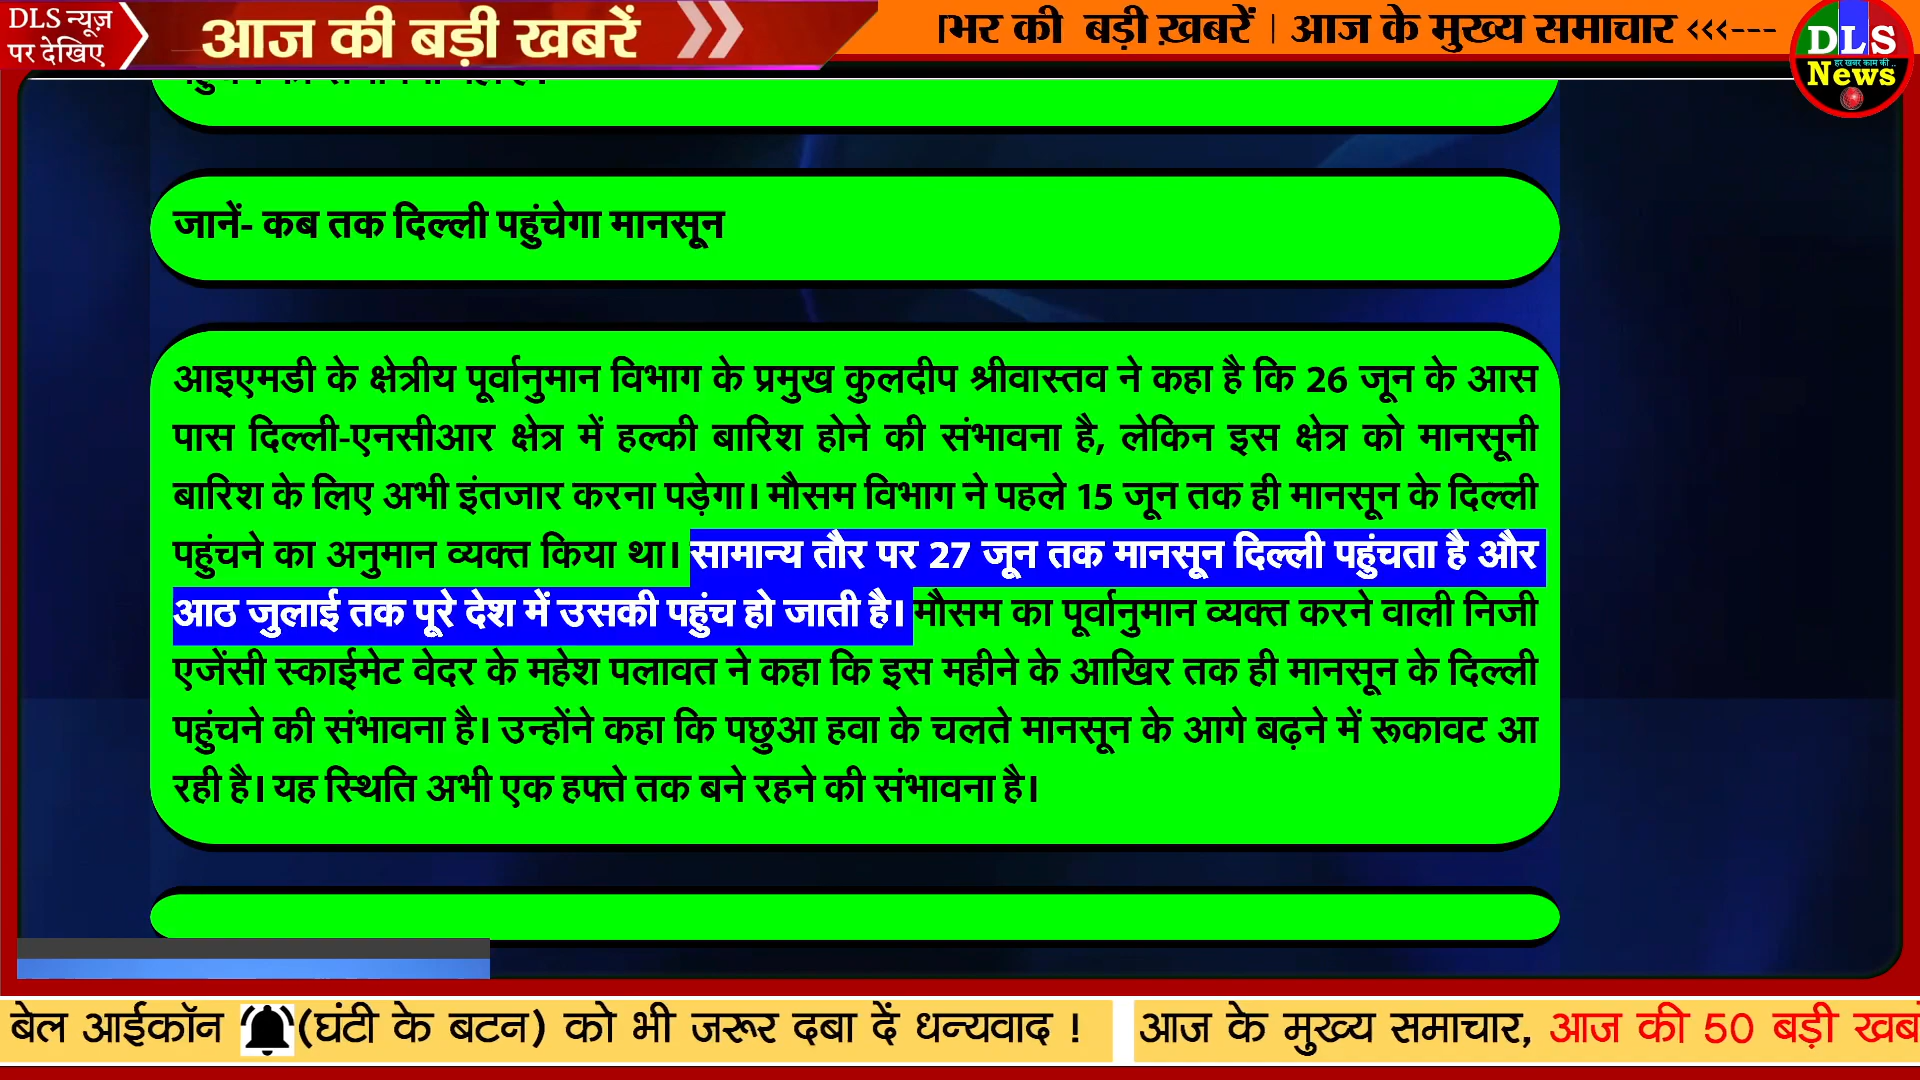 DLS न्यूज़
पर देखिए
आज की बड़ी खबरें
भर की बड़ी ख़बरें | आज के मुख्य समाचार <<<---
DLS
हर खबर काम की ..
News
जानें- कब तक दिल्ली पहुंचेगा मानसून
आइएमडी के क्षेत्रीय पूर्वानुमान विभाग के प्रमुख कुलदीप श्रीवास्तव ने कहा है कि 26 जून के आस
पास दिल्ली-एनसीआर क्षेत्र में हल्की बारिश होने की संभावना है, लेकिन इस क्षेत्र को मानसूनी
बारिश के लिए अभी इंतजार करना पड़ेगा। मौसम विभाग ने पहले 15 जून तक ही मानसून के दिल्ली
पहुंचने का अनुमान व्यक्त किया था। सामान्य तौर पर 27 जून तक मानसून दिल्ली पहुंचता है और
आठ जुलाई तक पूरे देश में उसकी पहुंच हो जाती है। मौसम का पूर्वानुमान व्यक्त करने वाली निजी
एजेंसी स्काईमेट वेदर के महेश पलावत ने कहा कि इस महीने के आखिर तक ही मानसून के दिल्ली
पहुंचने की संभावना है। उन्होंने कहा कि पछुआ हवा के चलते मानसून के आगे बढ़ने में रूकावट आ
रही है। यह स्थिति अभी एक हफ्ते तक बने रहने की संभावना है।
बेल आईकॉन (घंटी के बटन) को भी जरूर दबा दें धन्यवाद ! आज के मुख्य समाचार, आज की 50 बड़ी